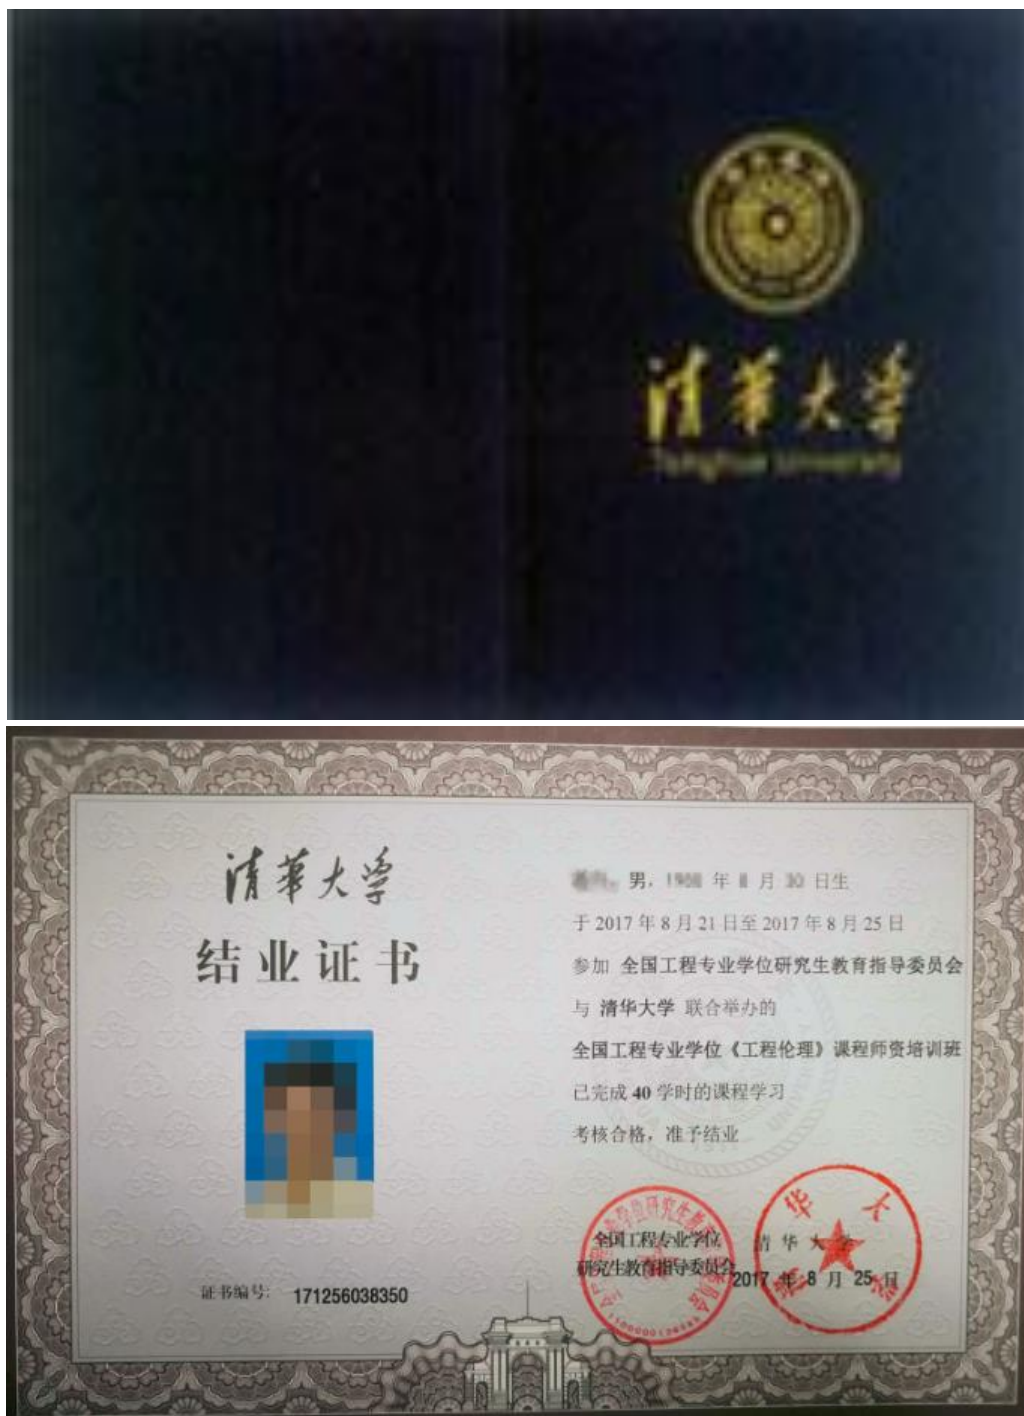 清华大学
Tsinghua University
清华大学
结业证书
男,
年 月 日生
于 2017 年 8 月 21 日至 2017 年 8 月 25 日
参加 全国工程专业学位研究生教育指导委员会
与 清华大学 联合举办的
全国工程专业学位《工程伦理》课程师资培训班
已完成 40 学时的课程学习
考核合格，准予结业
全国工程专业学位
研究生教育指导委员会
清华大学
2017 年 8 月 25 日
证书编号: 171256038350